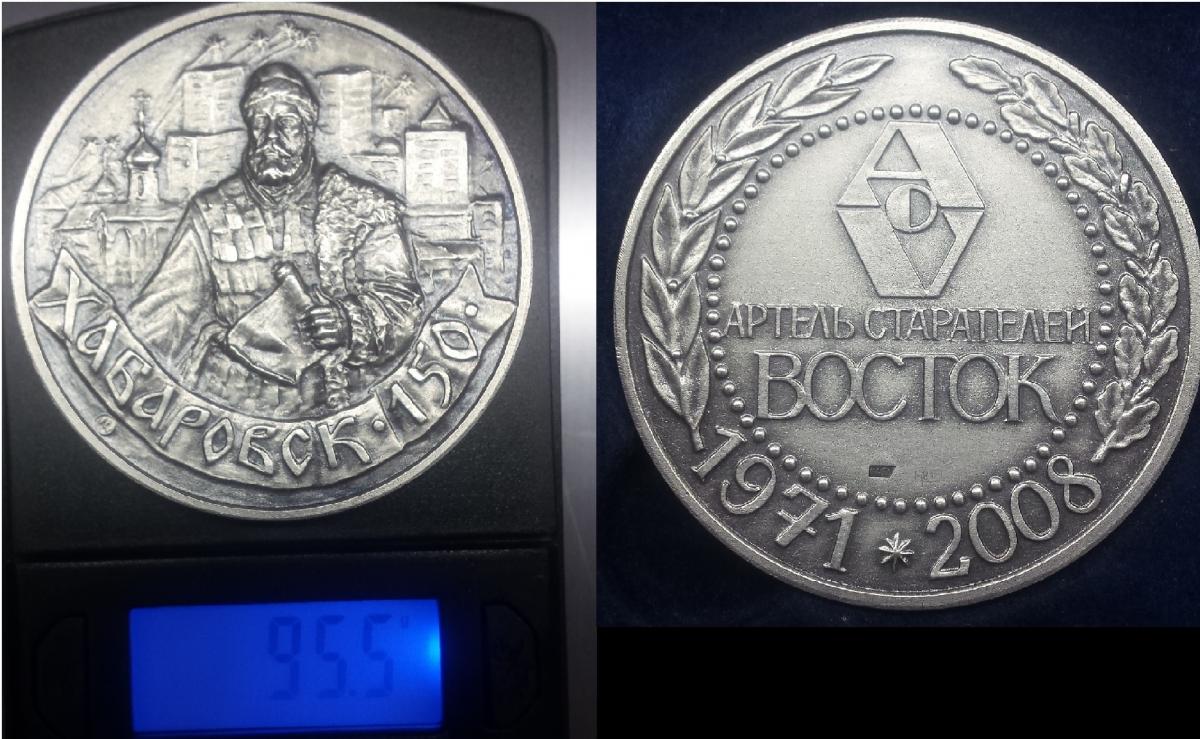 ХАБАРОВСК · 150 ·
95.5
АРТЕЛЬ СТАРАТЕЛЕЙ
ВОСТОК
1971 * 2008